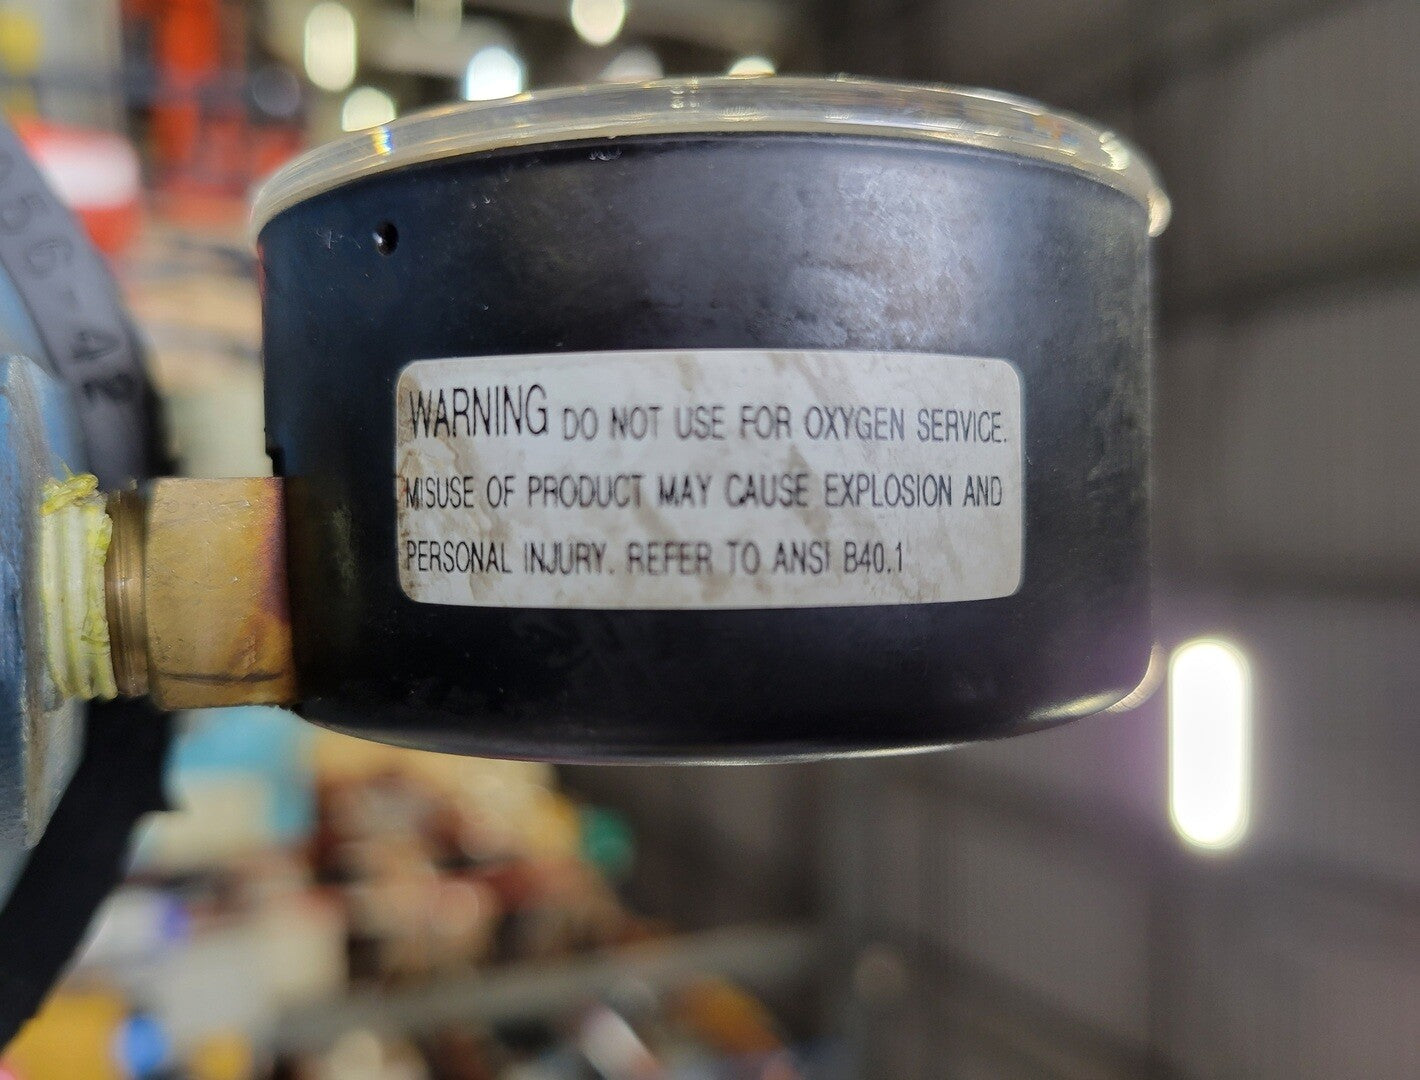 WARNING DO NOT USE FOR OXYGEN SERVICE.
MISUSE OF PRODUCT MAY CAUSE EXPLOSION AND
PERSONAL INJURY. REFER TO ANSI B40.1